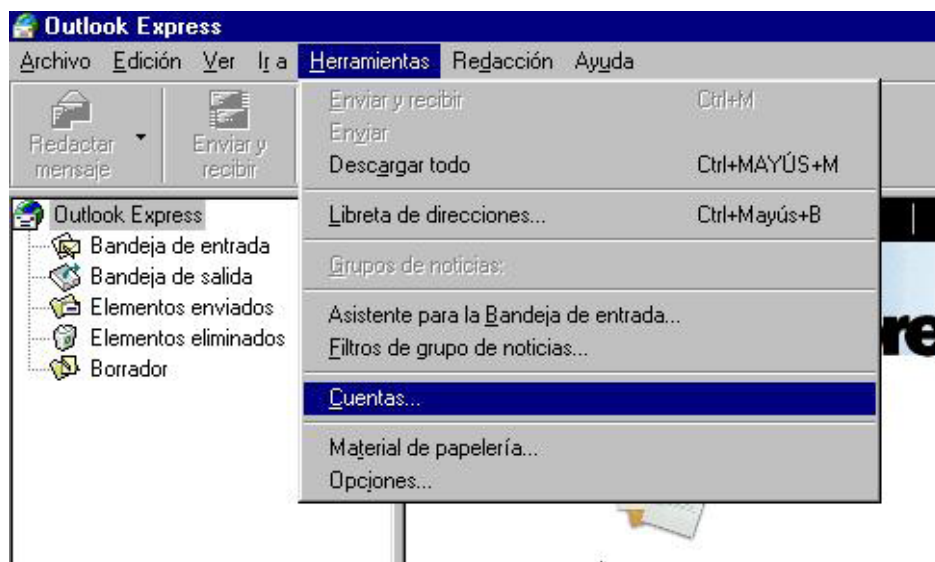 Outlook Express
Archivo Edición Ver Ir a Herramientas Redacción Ayuda
Redactar mensaje
Enviar y recibir
Enviar y recibir Ctrl+M
Enviar
Descargar todo Ctrl+MAYÚS+M
Libreta de direcciones... Ctrl+Mayús+B
Grupos de noticias:
Asistente para la Bandeja de entrada...
Filtros de grupo de noticias...
Cuentas...
Material de papelería...
Opciones...
Outlook Express
Bandeja de entrada
Bandeja de salida
Elementos enviados
Elementos eliminados
Borrador